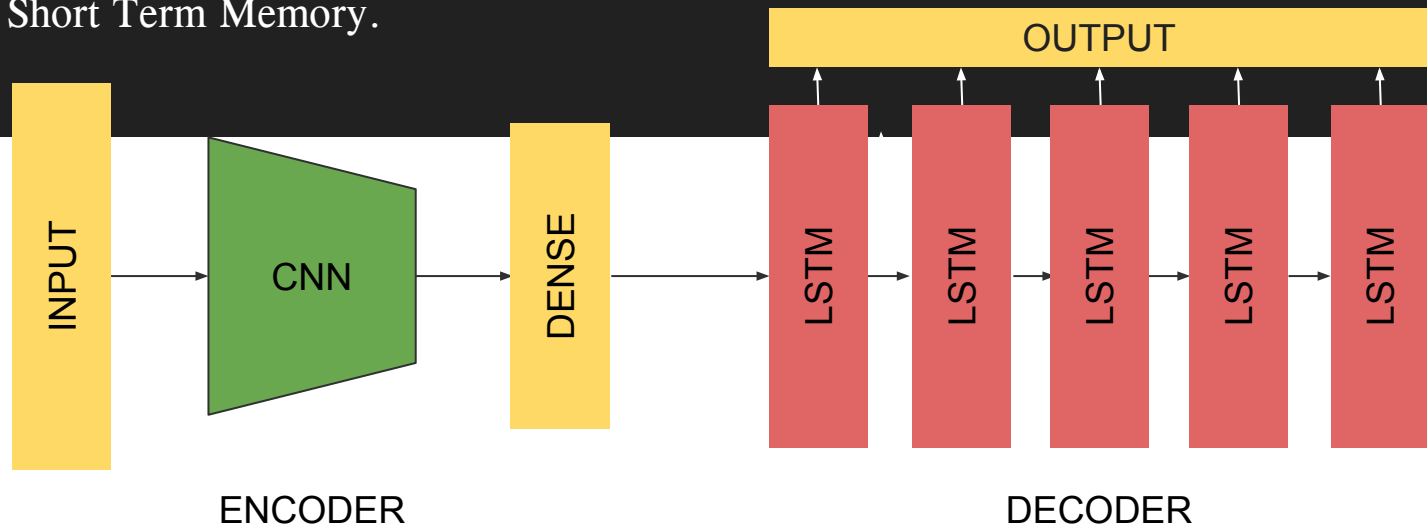 Short Term Memory.
OUTPUT
INPUT
CNN
DENSE
LSTM
LSTM
LSTM
LSTM
LSTM
ENCODER
DECODER